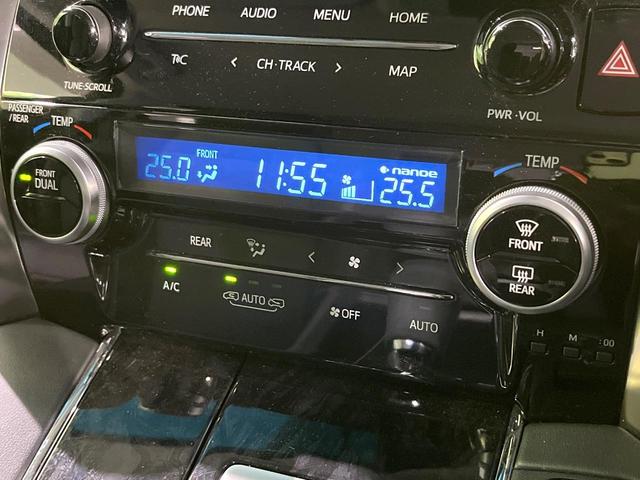 PHONE AUDIO MENU HOME
T/C CH·TRACK MAP
TUNE·SCROLL
PWR·VOL
PASSENGER
/REAR
TEMP
FRONT
DUAL
FRONT
25.0 11:55 25.5
nanoe
TEMP
FRONT
REAR
REAR
A/C AUTO OFF AUTO
H M :00